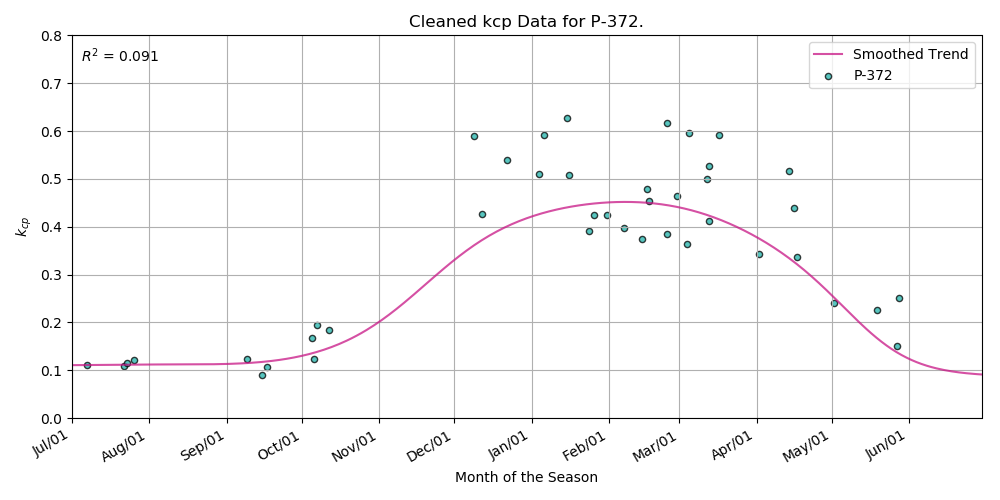 Cleaned kcp Data for P-372.
R² = 0.091
Smoothed Trend
P-372
0.8
0.7
0.6
0.5
0.4
0.3
0.2
0.1
0.0
k_cp
Jul/01
Aug/01
Sep/01
Oct/01
Nov/01
Dec/01
Jan/01
Feb/01
Mar/01
Apr/01
May/01
Jun/01
Month of the Season